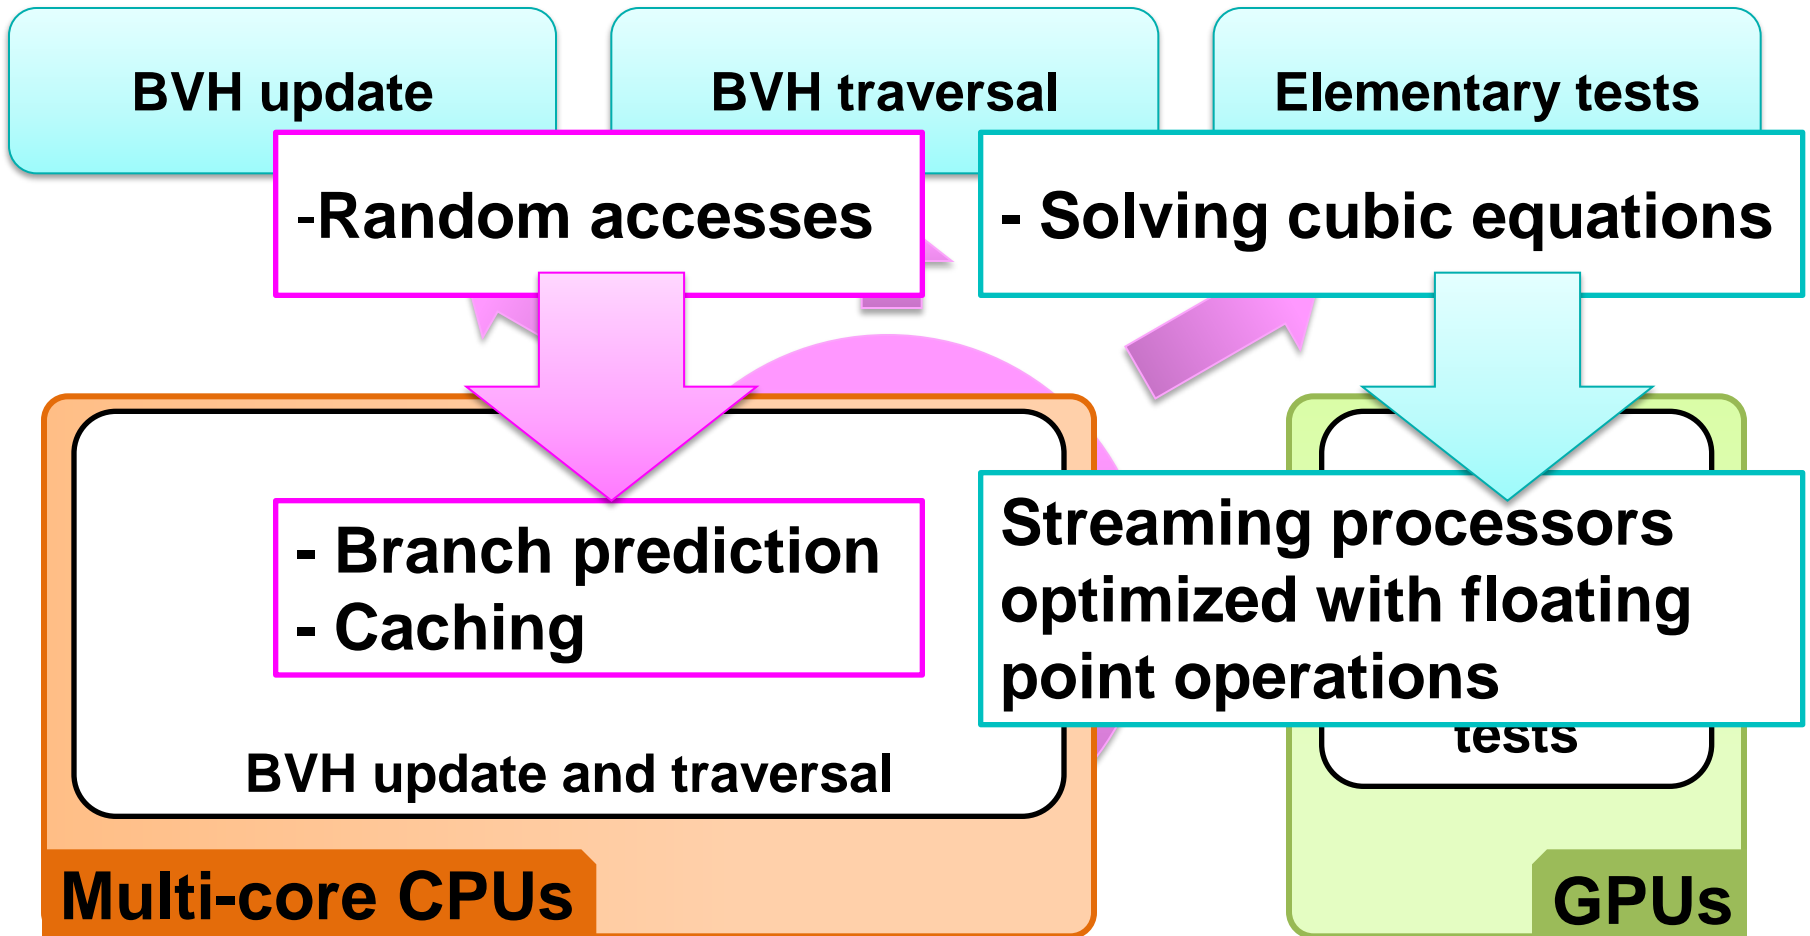 BVH update
BVH traversal
Elementary tests
-Random accesses
- Solving cubic equations
- Branch prediction
- Caching
Streaming processors
optimized with floating
point operations
tests
BVH update and traversal
Multi-core CPUs
GPUs